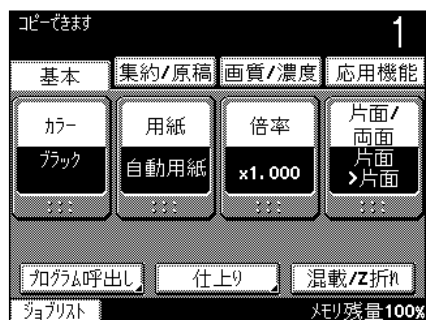 コピーできます
1
基本
集約/原稿
画質/濃度
応用機能
カラー
ブラック
用紙
自動用紙
倍率
x1.000
片面/
両面
片面
>片面
プログラム呼出し
仕上り
混載/Z折れ
ジョブリスト
メモリ残量100%